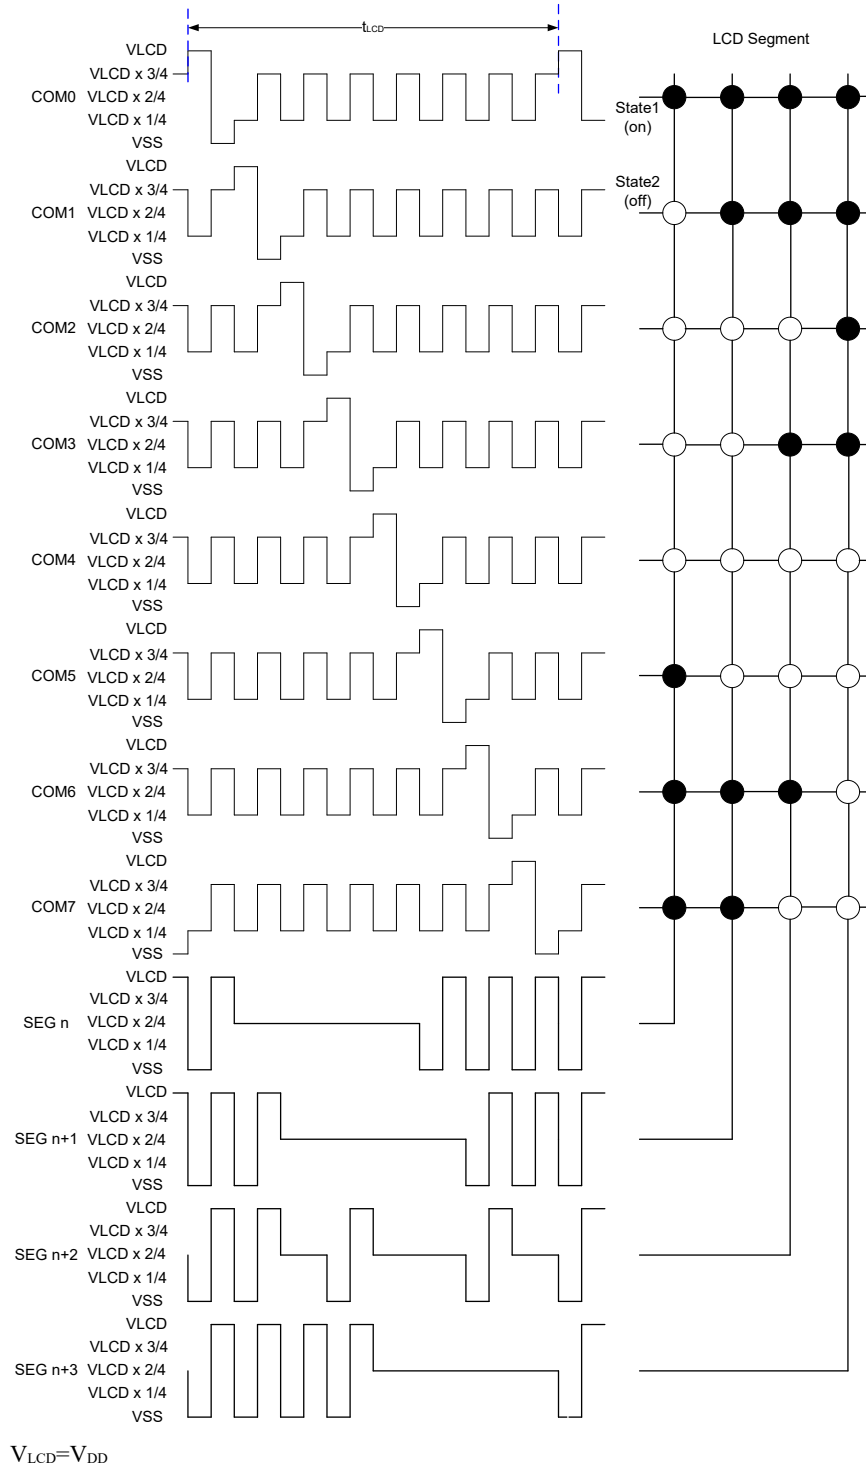 tLCD
LCD Segment
VLCD
VLCD x 3/4
COM0 VLCD x 2/4
VLCD x 1/4
VSS
State1
(on)
VLCD
VLCD x 3/4
COM1 VLCD x 2/4
VLCD x 1/4
VSS
State2
(off)
VLCD
VLCD x 3/4
COM2 VLCD x 2/4
VLCD x 1/4
VSS
VLCD
VLCD x 3/4
COM3 VLCD x 2/4
VLCD x 1/4
VSS
VLCD
VLCD x 3/4
COM4 VLCD x 2/4
VLCD x 1/4
VSS
VLCD
VLCD x 3/4
COM5 VLCD x 2/4
VLCD x 1/4
VSS
VLCD
VLCD x 3/4
COM6 VLCD x 2/4
VLCD x 1/4
VSS
VLCD
VLCD x 3/4
COM7 VLCD x 2/4
VLCD x 1/4
VSS
VLCD
VLCD x 3/4
SEG n VLCD x 2/4
VLCD x 1/4
VSS
VLCD
VLCD x 3/4
SEG n+1 VLCD x 2/4
VLCD x 1/4
VSS
VLCD
VLCD x 3/4
SEG n+2 VLCD x 2/4
VLCD x 1/4
VSS
VLCD
VLCD x 3/4
SEG n+3 VLCD x 2/4
VLCD x 1/4
VSS
VLCD=VDD